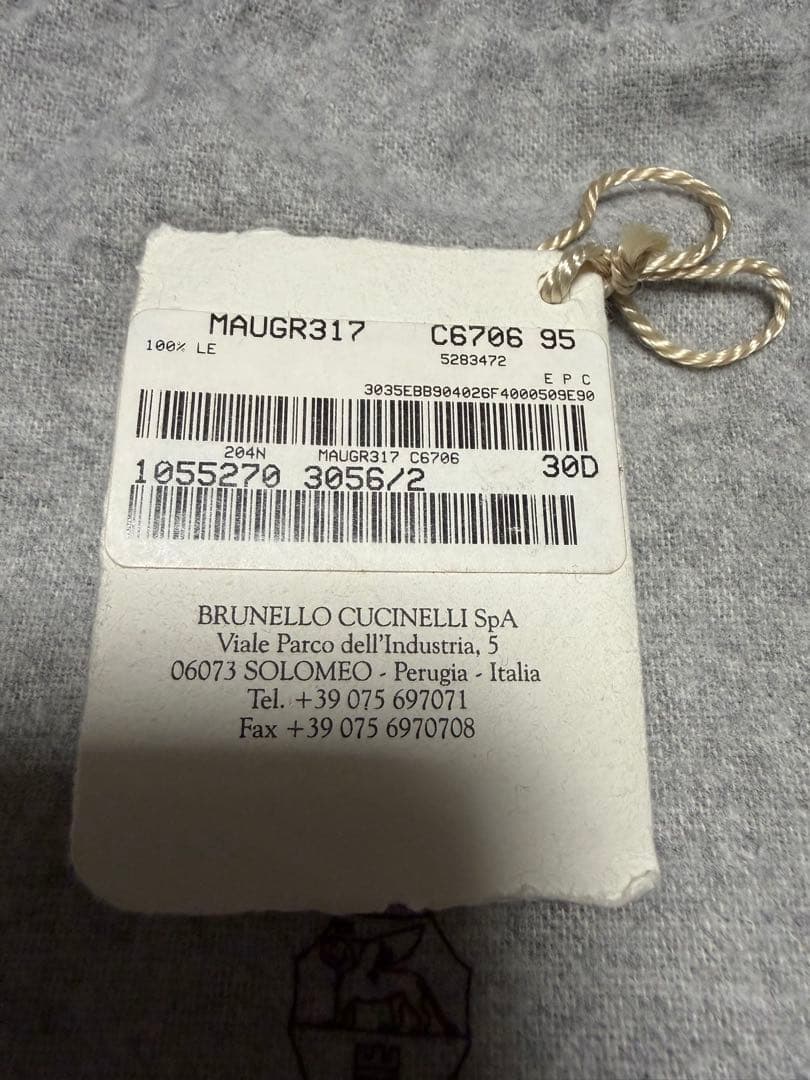 MAUGR317 C6706 95
100% LE 5283472
E P C
3035EBB904026F4000509E90
204N MAUGR317 C6706
1055270 3056/2 30D
BRUNELLO CUCINELLI SpA
Viale Parco dell'Industria, 5
06073 SOLOMEO - Perugia - Italia
Tel. +39 075 697071
Fax +39 075 6970708